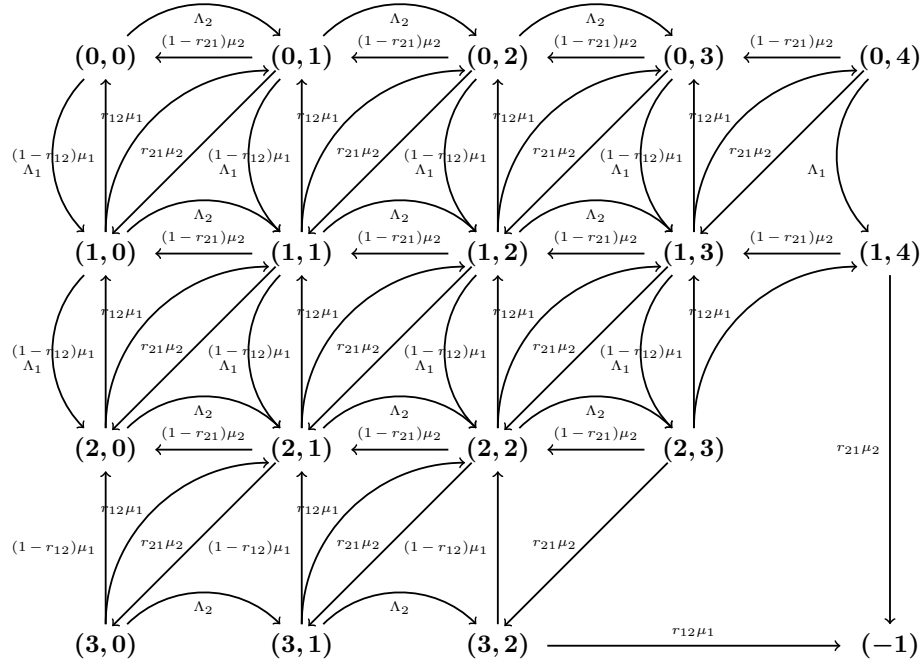 Λ₂ Λ₂ Λ₂
(1−r₂₁)μ₂ (1−r₂₁)μ₂ (1−r₂₁)μ₂ (1−r₂₁)μ₂
(0, 0) (0, 1) (0, 2) (0, 3) (0, 4)
r₁₂μ₁ r₁₂μ₁ r₁₂μ₁ r₁₂μ₁
(1−r₁₂)μ₁ r₂₁μ₂ (1−r₁₂)μ₁ r₂₁μ₂ (1−r₁₂)μ₁ r₂₁μ₂ (1−r₁₂)μ₁ r₂₁μ₂
Λ₁ Λ₁ Λ₁ Λ₁ Λ₁
Λ₂ Λ₂ Λ₂
(1−r₂₁)μ₂ (1−r₂₁)μ₂ (1−r₂₁)μ₂ (1−r₂₁)μ₂
(1, 0) (1, 1) (1, 2) (1, 3) (1, 4)
r₁₂μ₁ r₁₂μ₁ r₁₂μ₁ r₁₂μ₁
(1−r₁₂)μ₁ r₂₁μ₂ (1−r₁₂)μ₁ r₂₁μ₂ (1−r₁₂)μ₁ r₂₁μ₂ (1−r₁₂)μ₁
Λ₁ Λ₁ Λ₁ Λ₁
Λ₂ Λ₂ Λ₂
(1−r₂₁)μ₂ (1−r₂₁)μ₂ (1−r₂₁)μ₂
(2, 0) (2, 1) (2, 2) (2, 3) r₂₁μ₂
r₁₂μ₁ r₁₂μ₁
(1−r₁₂)μ₁ r₂₁μ₂ (1−r₁₂)μ₁ r₂₁μ₂ (1−r₁₂)μ₁ r₂₁μ₂
Λ₂ Λ₂
r₁₂μ₁
(3, 0) (3, 1) (3, 2) (−1)